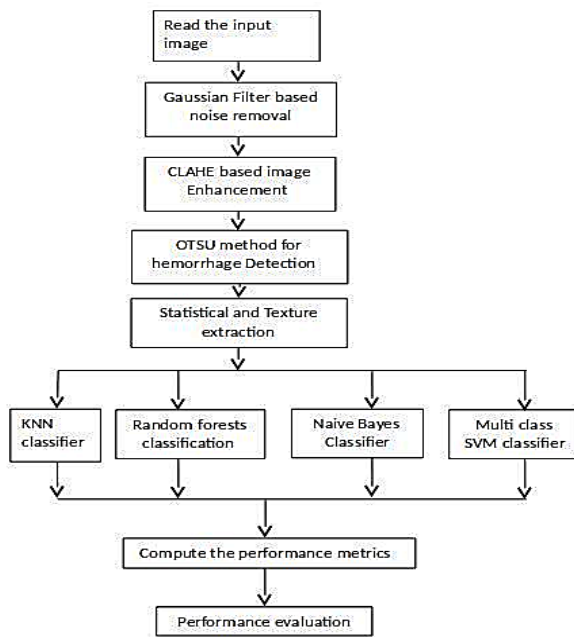 Read the input
image
Gaussian Filter based
noise removal
CLAHE based image
Enhancement
OTSU method for
hemorrhage Detection
Statistical and Texture
extraction
KNN
classifier
Random forests
classification
Naive Bayes
Classifier
Multi class
SVM classifier
Compute the performance metrics
Performance evaluation